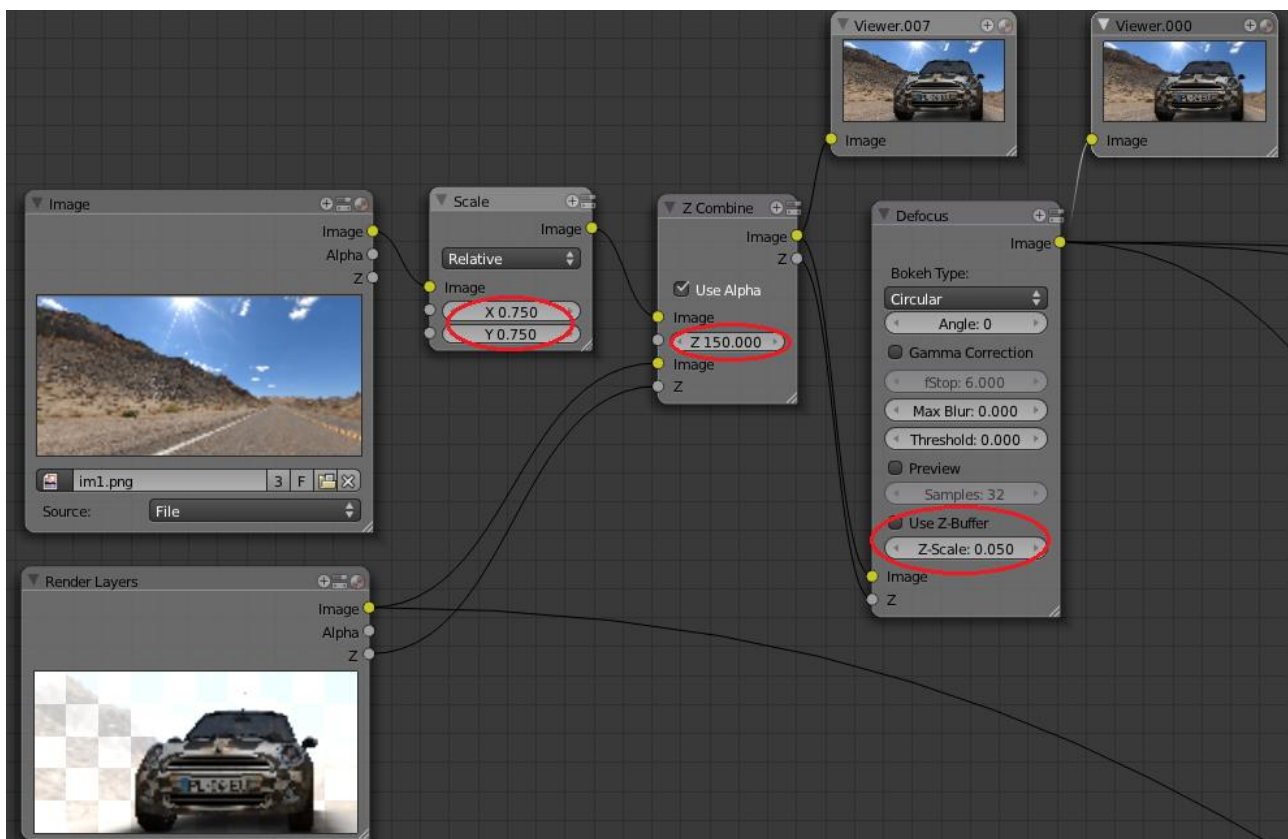 Viewer.007
Image
Viewer.000
Image
Image
Image
Alpha
Z
im1.png 3 F
Source: File
Scale
Image
Relative
Image
X 0.750
Y 0.750
Z Combine
Image
Z
Use Alpha
Image
Z 150.000
Image
Z
Defocus
Image
Bokeh Type:
Circular
Angle: 0
Gamma Correction
fStop: 6.000
Max Blur: 0.000
Threshold: 0.000
Preview
Samples: 32
Use Z-Buffer
Z-Scale: 0.050
Image
Z
Render Layers
Image
Alpha
Z